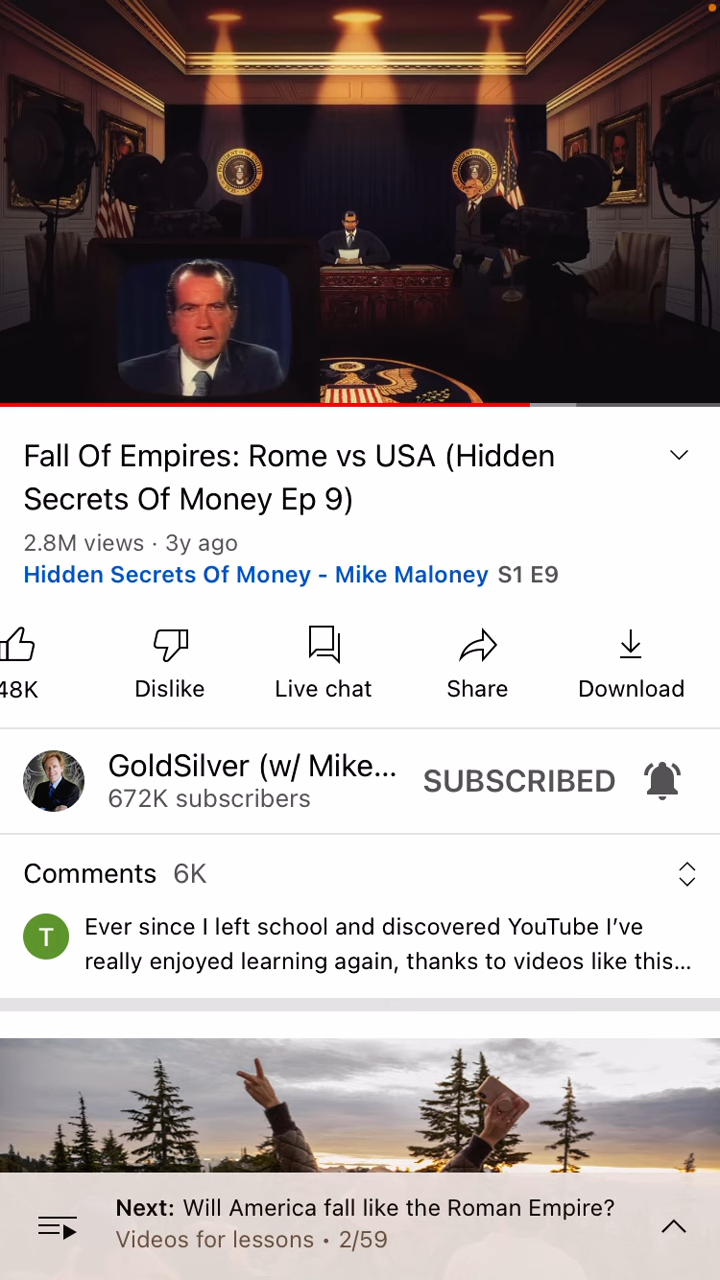 Fall Of Empires: Rome vs USA (Hidden
Secrets Of Money Ep 9)
2.8M views · 3y ago
Hidden Secrets Of Money - Mike Maloney S1 E9
48K
Dislike
Live chat
Share
Download
GoldSilver (w/ Mike...
672K subscribers
SUBSCRIBED
Comments 6K
T
Ever since I left school and discovered YouTube I’ve
really enjoyed learning again, thanks to videos like this...
Next: Will America fall like the Roman Empire?
Videos for lessons • 2/59